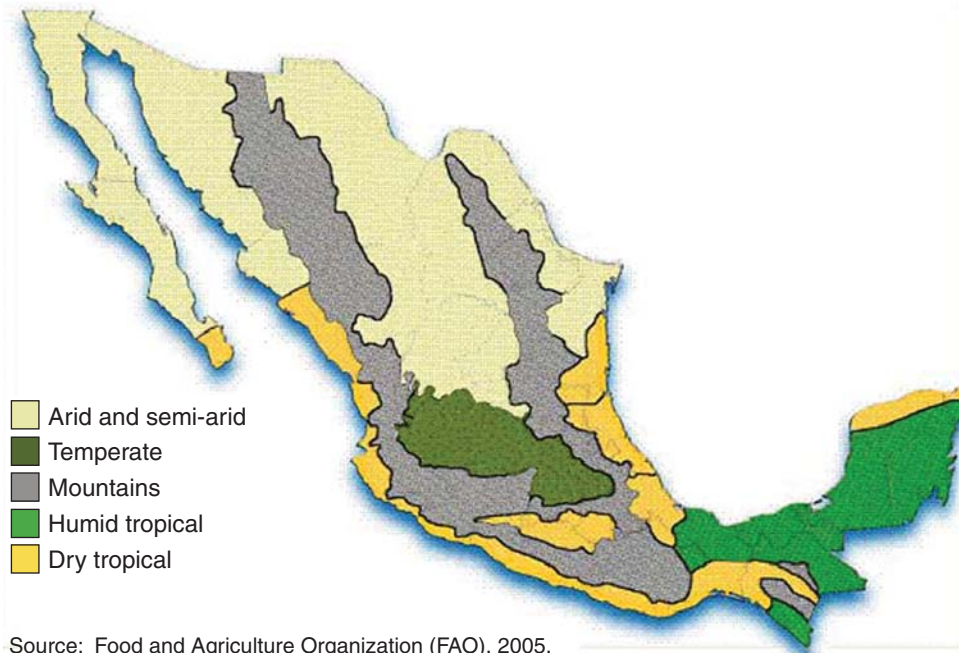 Arid and semi-arid
Temperate
Mountains
Humid tropical
Dry tropical
Source: Food and Agriculture Organization (FAO), 2005.